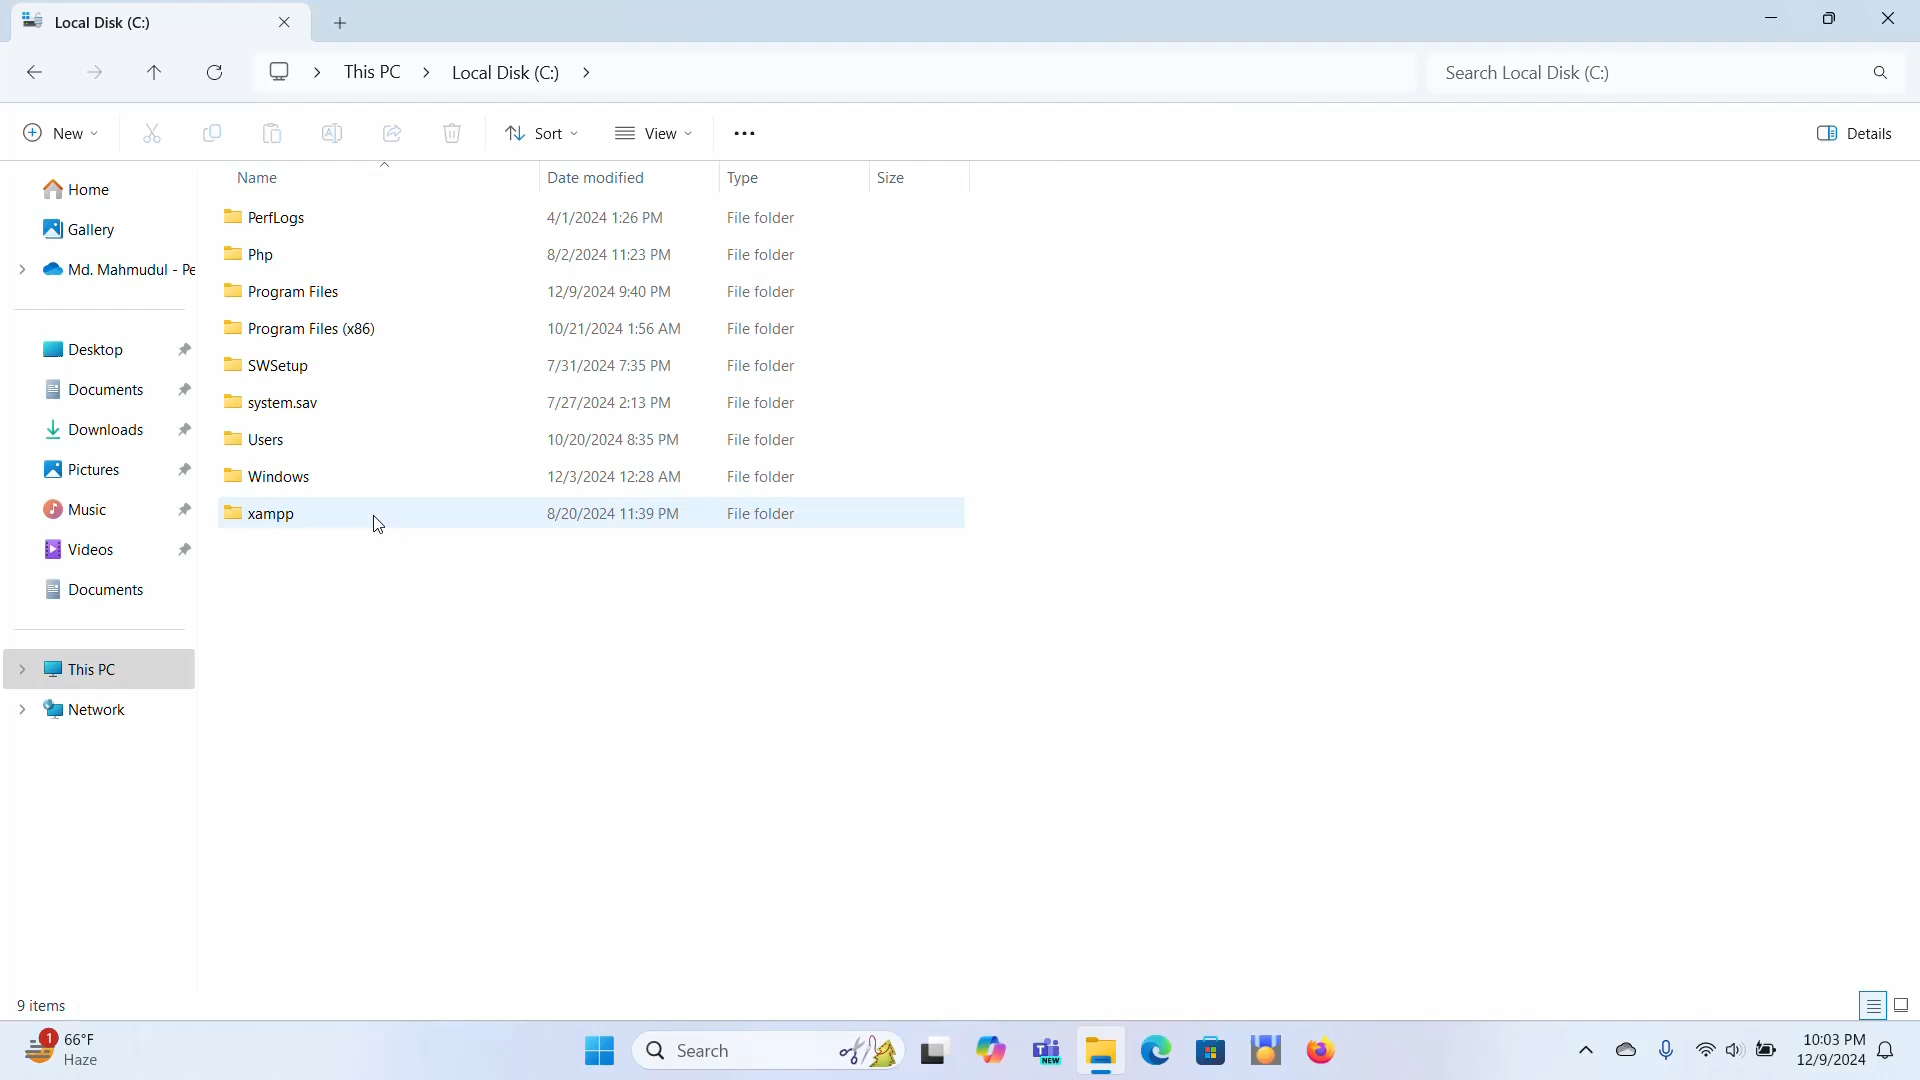 Local Disk (C:)
This PC
Local Disk (C:)
Search Local Disk (C:)
New
Sort
View
Details
Name
Date modified
Type
Size
Home
Gallery
Md. Mahmudul - Pe
Desktop
Documents
Downloads
Pictures
Music
Videos
Documents
This PC
Network
PerfLogs 4/1/2024 1:26 PM File folder
Php 8/2/2024 11:23 PM File folder
Program Files 12/9/2024 9:40 PM File folder
Program Files (x86) 10/21/2024 1:56 AM File folder
SWSetup 7/31/2024 7:35 PM File folder
system.sav 7/27/2024 2:13 PM File folder
Users 10/20/2024 8:35 PM File folder
Windows 12/3/2024 12:28 AM File folder
xampp 8/20/2024 11:39 PM File folder
9 items
1
66°F
Haze
Search
NEW
10:03 PM
12/9/2024